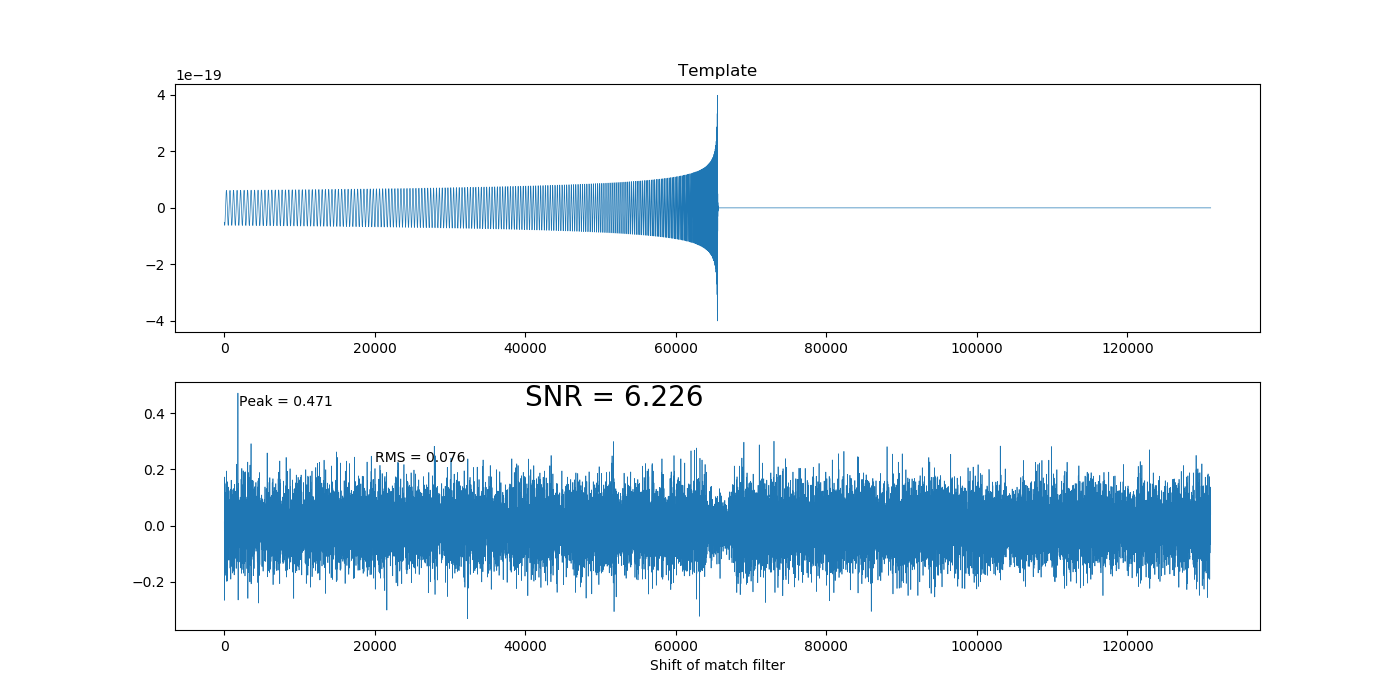 Template
1e−19
4
2
0
−2
−4
0 20000 40000 60000 80000 100000 120000
SNR = 6.226
Peak = 0.471
RMS = 0.076
0.4
0.2
0.0
−0.2
0 20000 40000 60000 80000 100000 120000
Shift of match filter